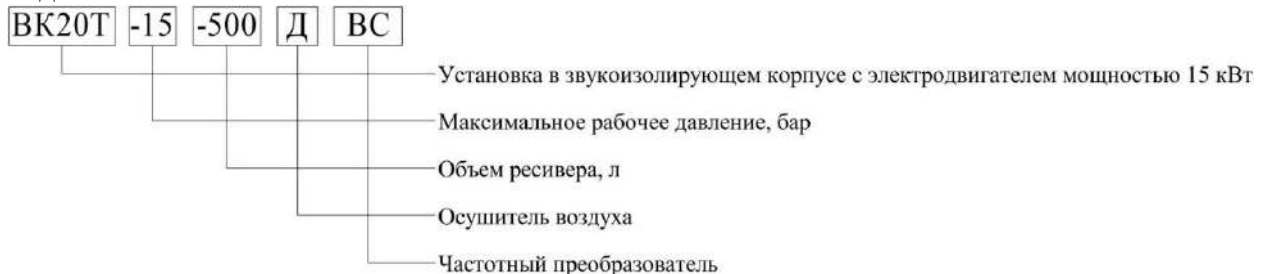 ВК20Т -15 -500 Д ВС
Установка в звукоизолирующем корпусе с электродвигателем мощностью 15 кВт
Максимальное рабочее давление, бар
Объем ресивера, л
Осушитель воздуха
Частотный преобразователь